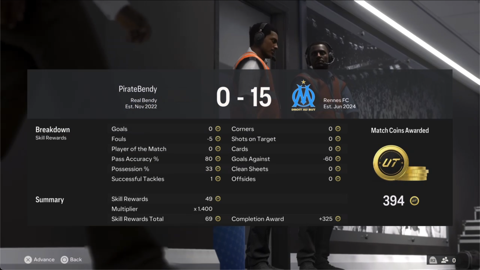 PirateBendy
Real Bendy
Est. Nov 2022
0 - 15
Rennes FC
Est. Jun 2024
Breakdown
Skill Rewards
Goals 0
Fouls -5
Player of the Match 0
Pass Accuracy % 80
Possession % 33
Successful Tackles 1
Corners 0
Shots on Target 0
Cards 0
Goals Against -60
Clean Sheets 0
Offsides 0
Match Coins Awarded
UT
394
Summary
Skill Rewards 49
Multiplier x 1.400
Skill Rewards Total 69
Completion Award +325
Advance Back
0